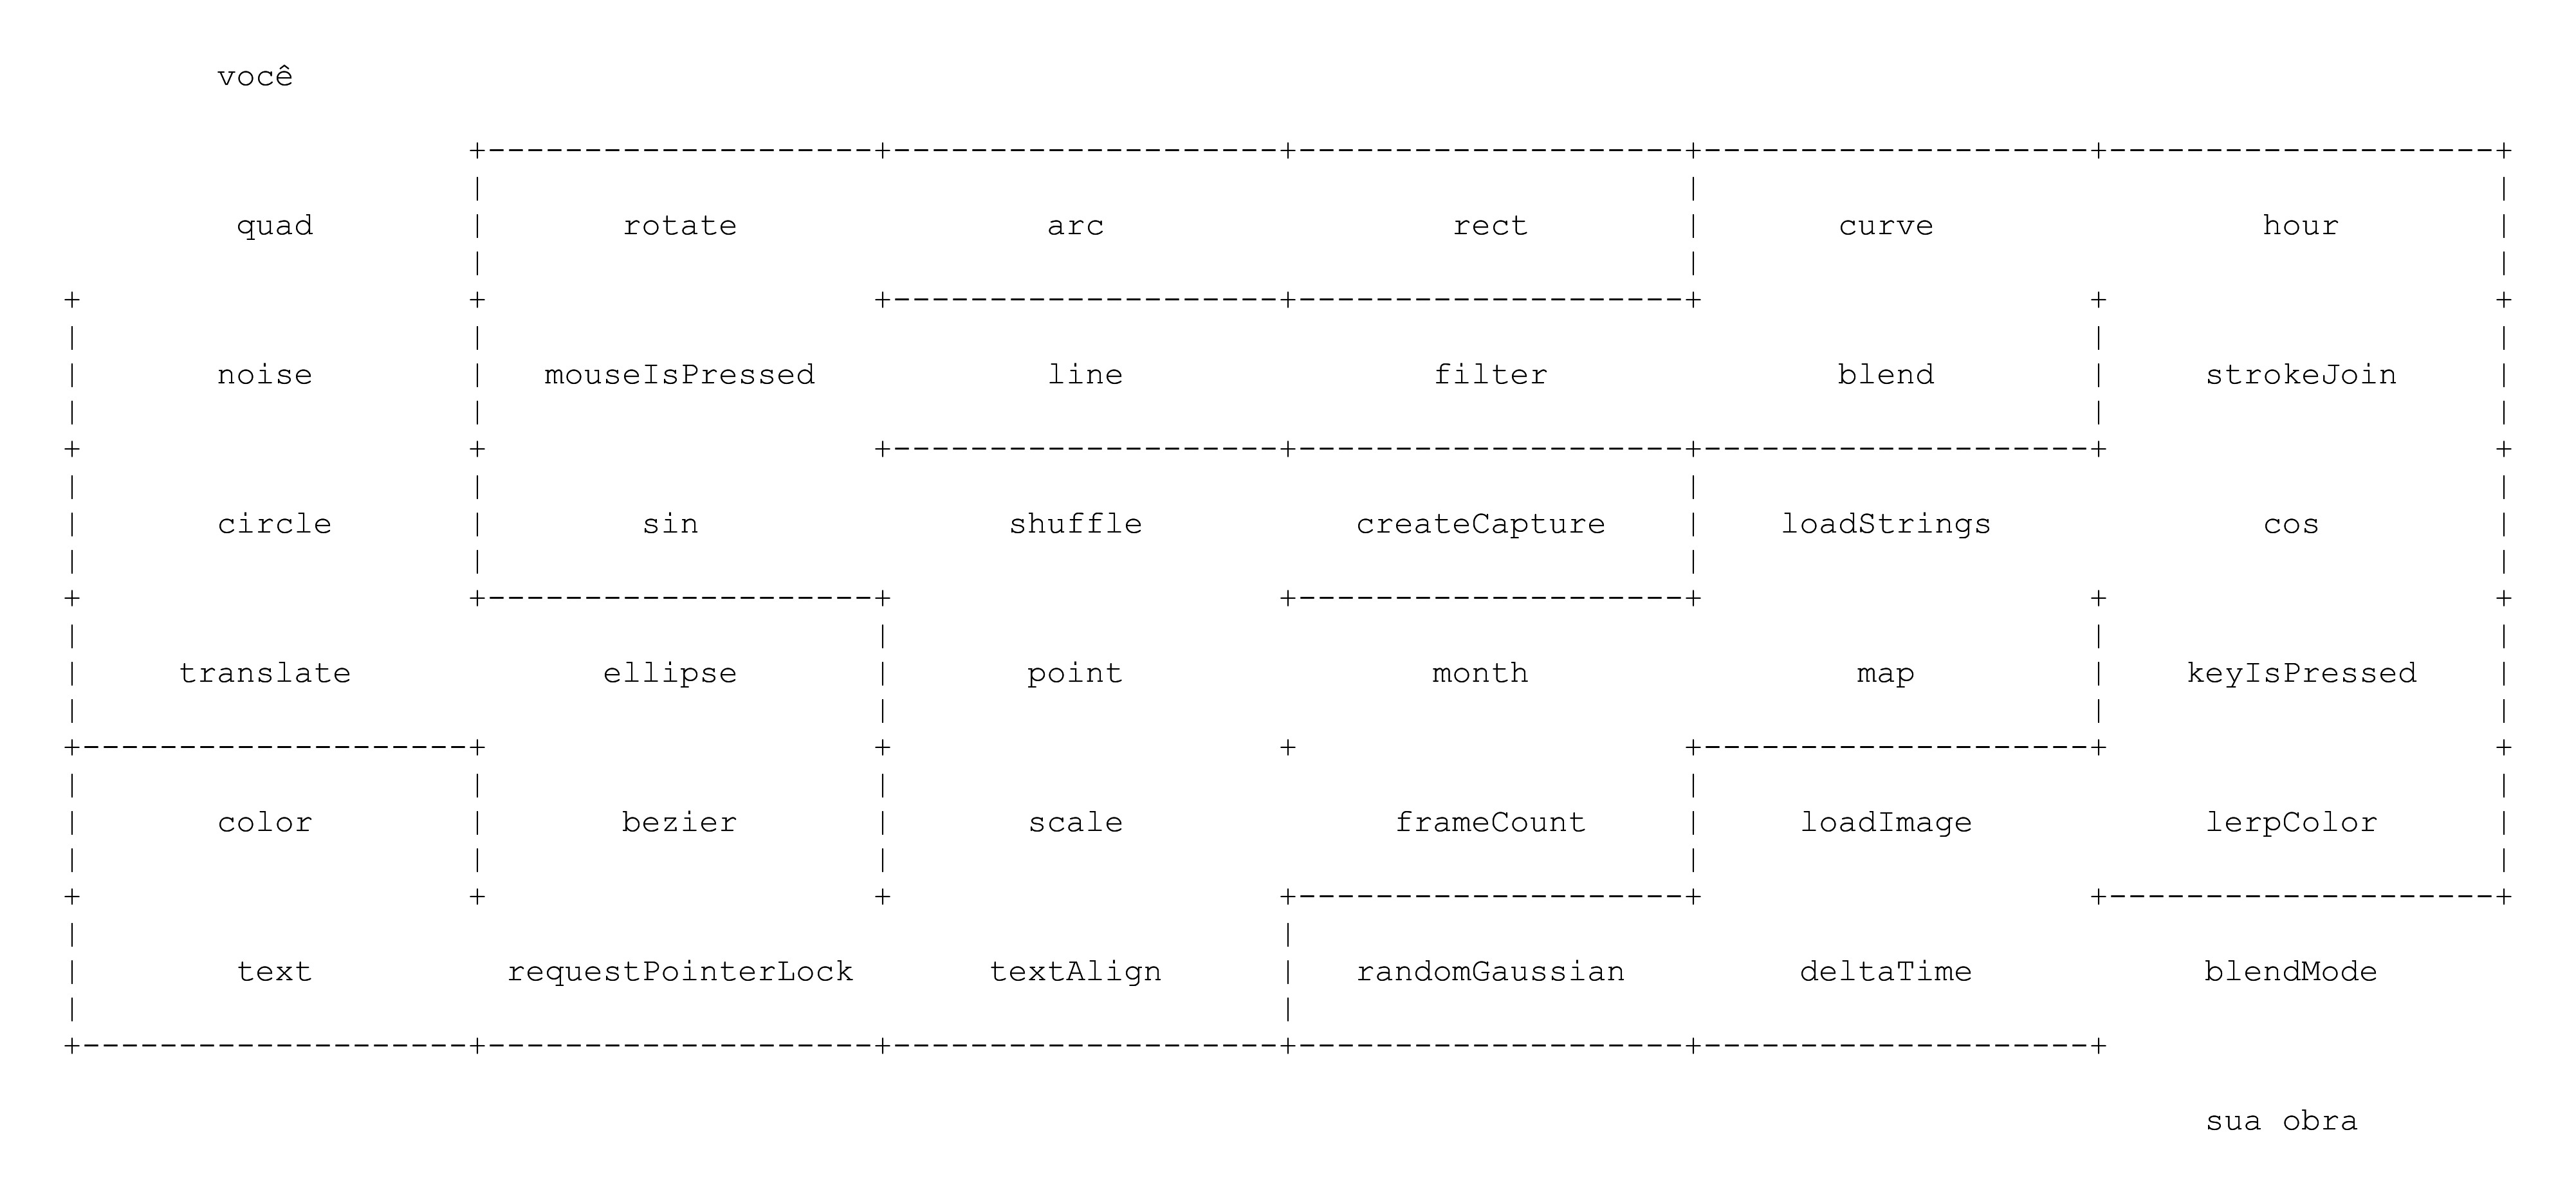 você
quad rotate arc rect curve hour
noise mouseIsPressed line filter blend strokeJoin
circle sin shuffle createCapture loadStrings cos
translate ellipse point month map keyIsPressed
color bezier scale frameCount loadImage lerpColor
text requestPointerLock textAlign randomGaussian deltaTime blendMode
sua obra